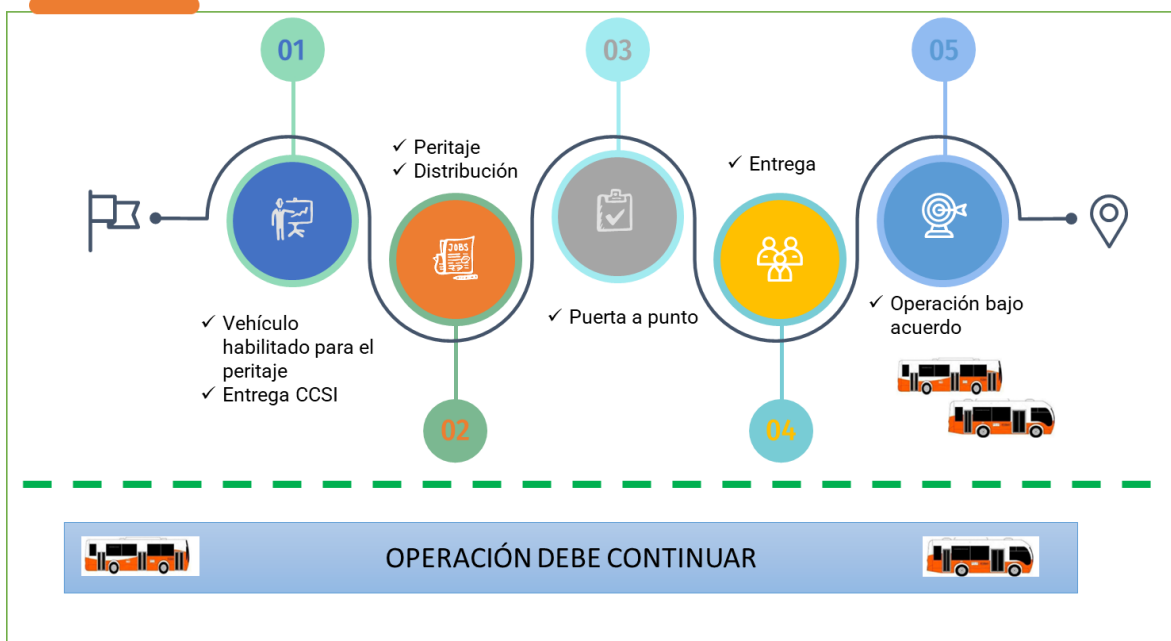 01
✓ Vehículo
habilitado para el
peritaje
✓ Entrega CCSI
✓ Peritaje
✓ Distribución
JOBS
02
03
✓ Puerta a punto
✓ Entrega
04
05
✓ Operación bajo
acuerdo
OPERACIÓN DEBE CONTINUAR